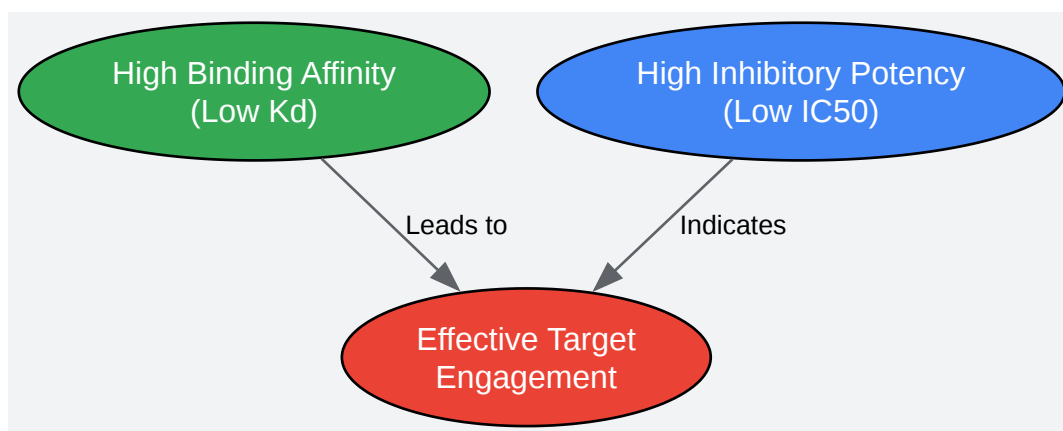 High Binding Affinity
(Low Kd)
High Inhibitory Potency
(Low IC50)
Leads to
Indicates
Effective Target
Engagement